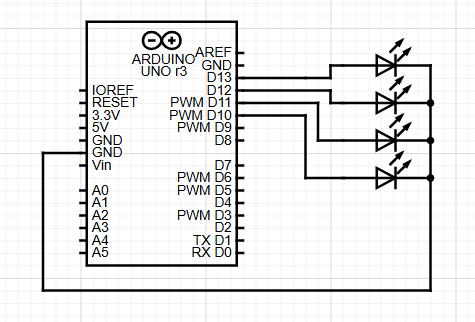 ARDUINO
UNO r3
AREF
GND
D13
D12
PWM D11
PWM D10
PWM D9
D8
D7
PWM D6
PWM D5
D4
PWM D3
D2
TX D1
RX D0
IOREF
RESET
3.3V
5V
GND
GND
Vin
A0
A1
A2
A3
A4
A5